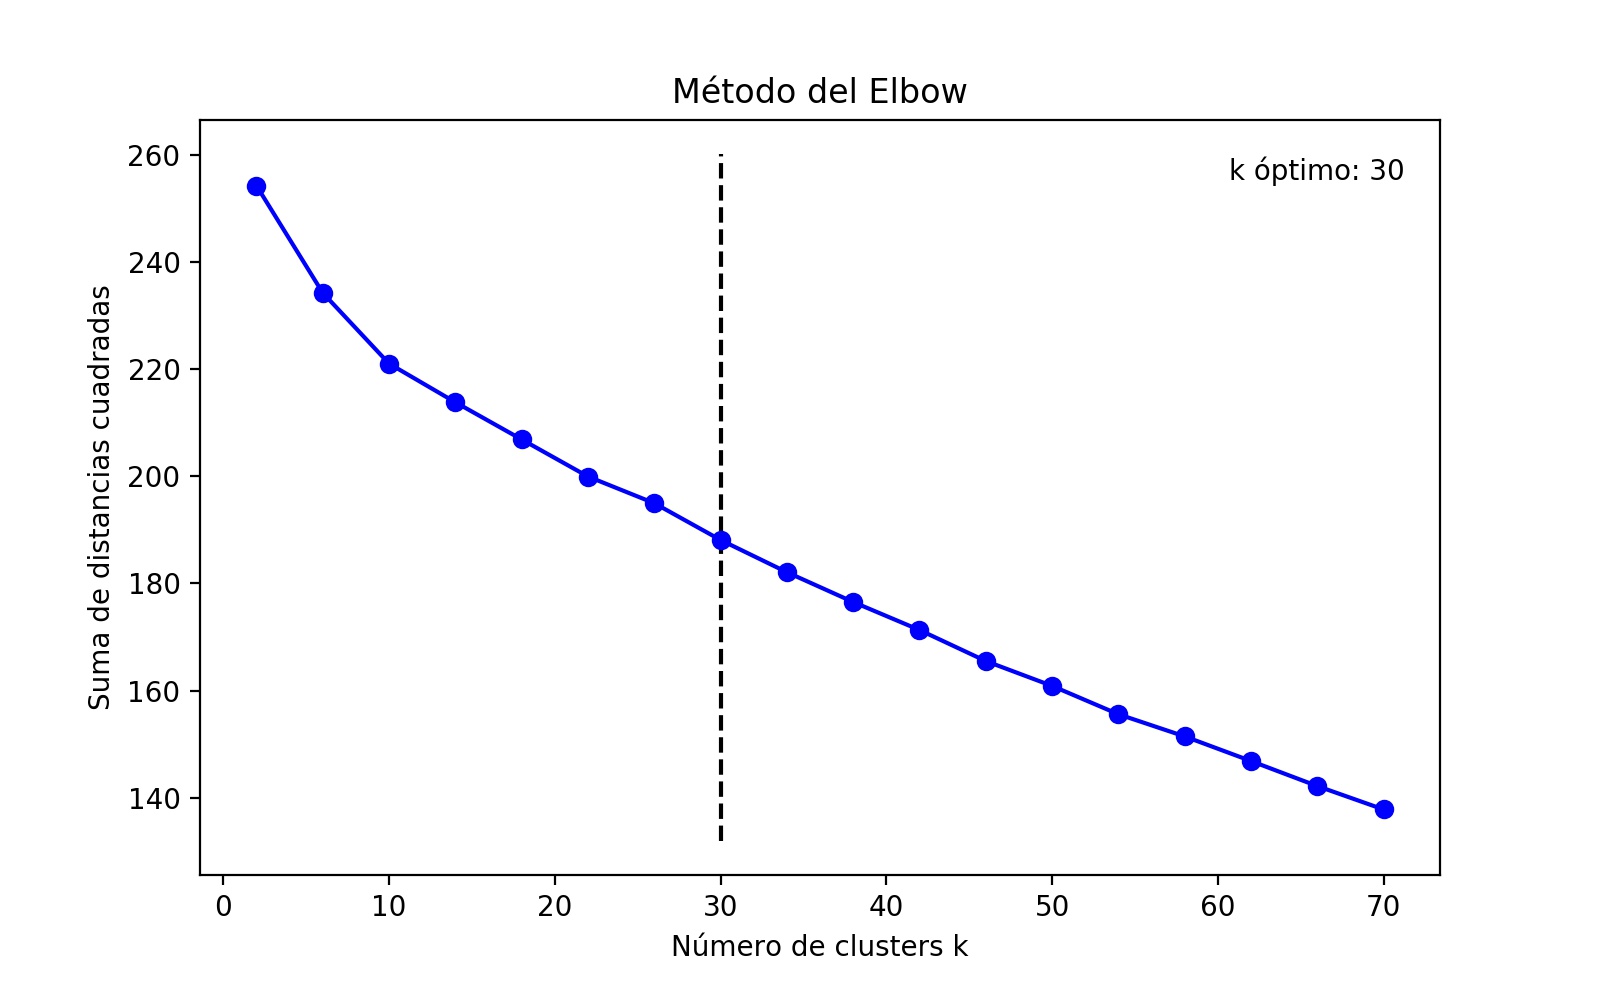 Método del Elbow
k óptimo: 30
Suma de distancias cuadradas
260
240
220
200
180
160
140
0 10 20 30 40 50 60 70
Número de clusters k